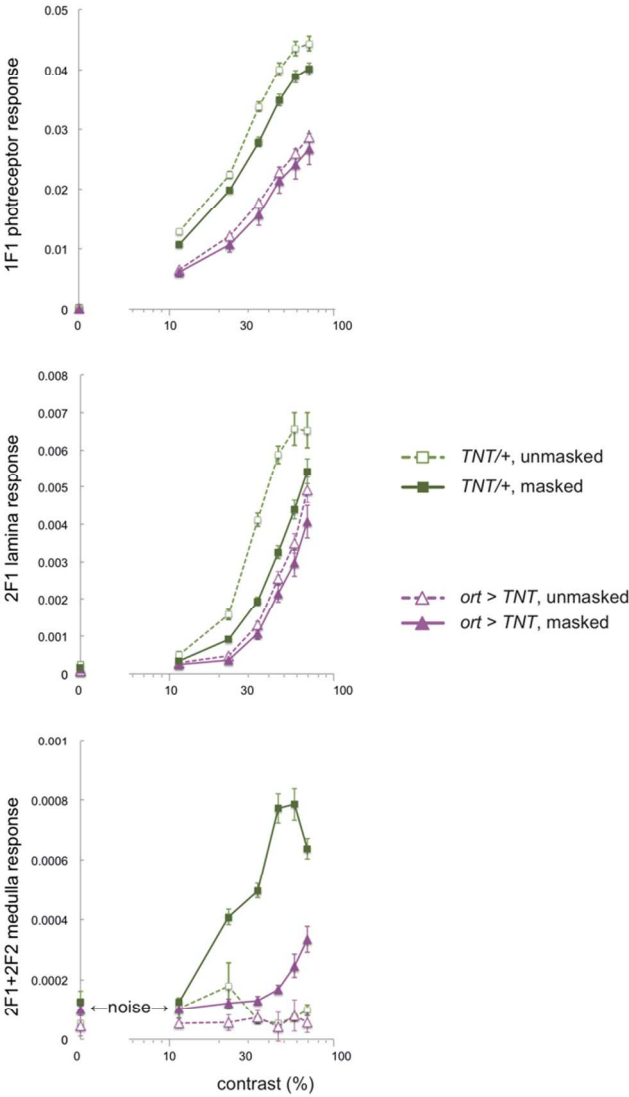 1F1 photreceptor response
0.05
0.04
0.03
0.02
0.01
0
0 10 30 100
2F1 lamina response
0.008
0.007
0.006
0.005
0.004
0.003
0.002
0.001
0
0 10 30 100
TNT/+, unmasked
TNT/+, masked
ort > TNT, unmasked
ort > TNT, masked
2F1+2F2 medulla response
0.001
0.0008
0.0006
0.0004
0.0002
0
noise
0 10 30 100
contrast (%)